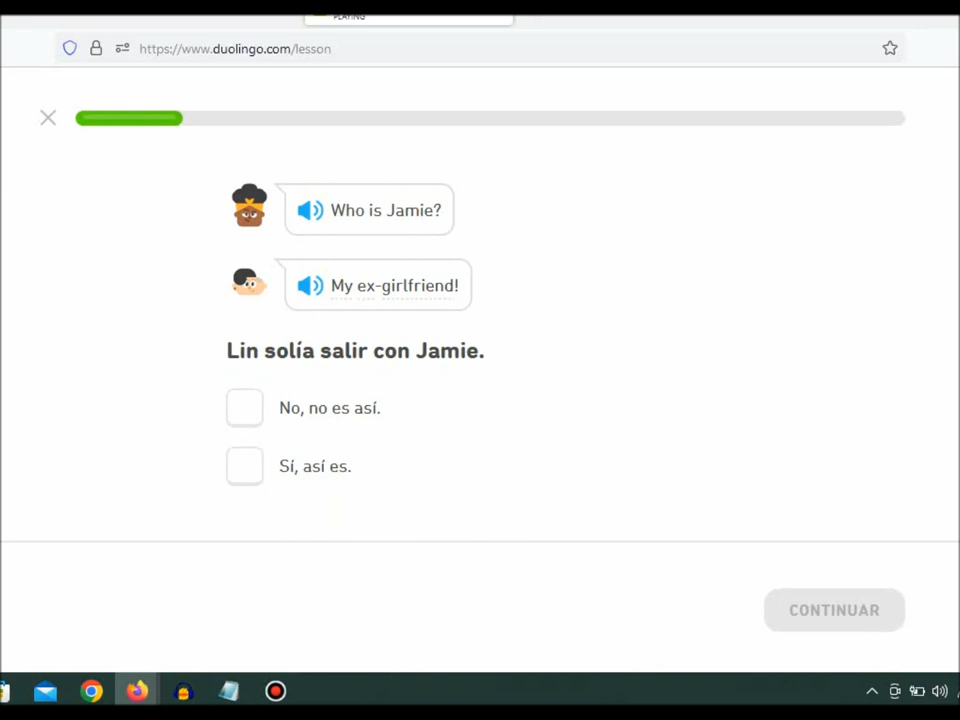 PLAYING
https://www.duolingo.com/lesson
Who is Jamie?
My ex-girlfriend!
Lin solía salir con Jamie.
No, no es así.
Sí, así es.
CONTINUAR